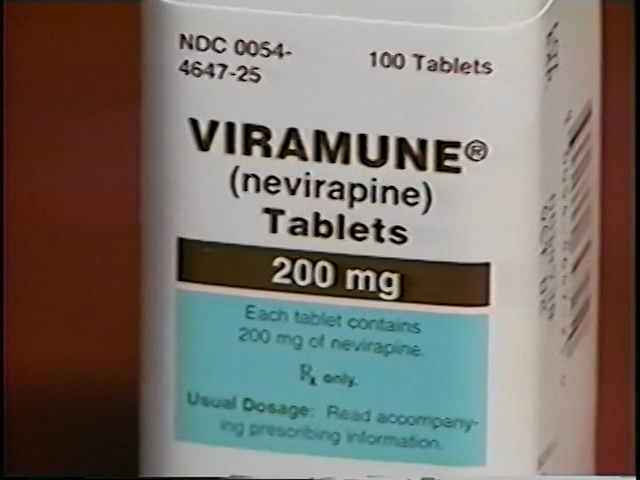 NDC 0054-
4647-25
100 Tablets
VIRAMUNE®
(nevirapine)
Tablets
200 mg
Each tablet contains
200 mg of nevirapine.
℞ only.
Usual Dosage: Read accompany-
ing prescribing information.